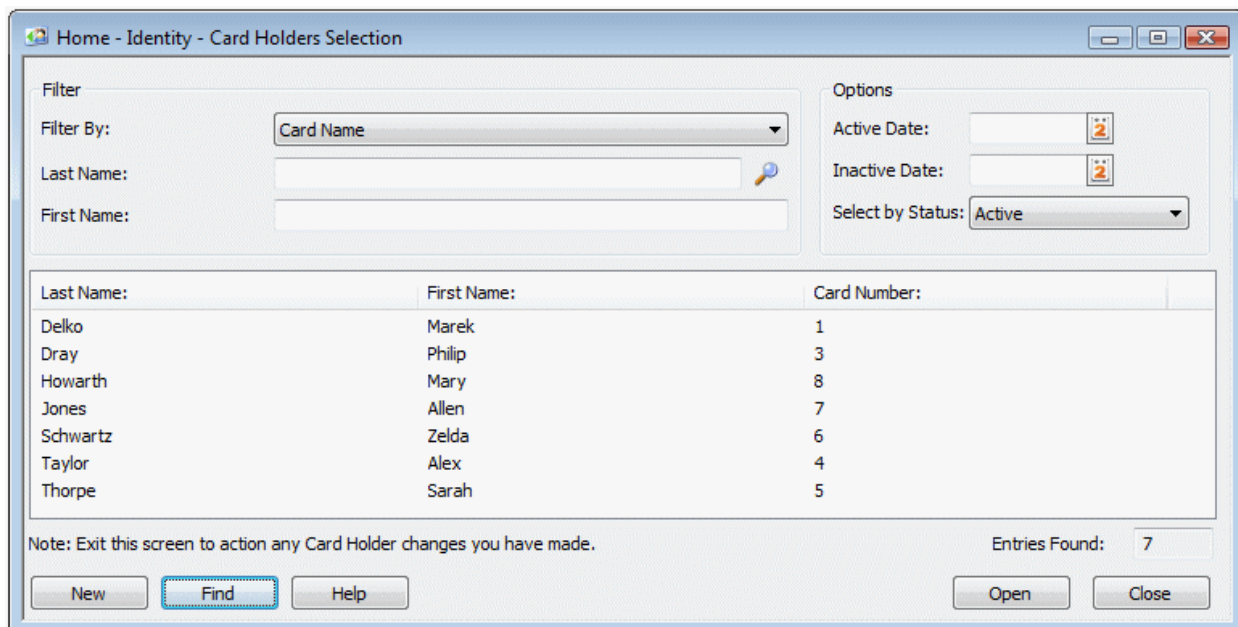 Home - Identity - Card Holders Selection
Filter
Options
Filter By: Card Name
Active Date: 2
Last Name:
Inactive Date: 2
First Name:
Select by Status: Active
Last Name: First Name: Card Number:
Delko Marek 1
Dray Philip 3
Howarth Mary 8
Jones Allen 7
Schwartz Zelda 6
Taylor Alex 4
Thorpe Sarah 5
Note: Exit this screen to action any Card Holder changes you have made. Entries Found: 7
New Find Help Open Close